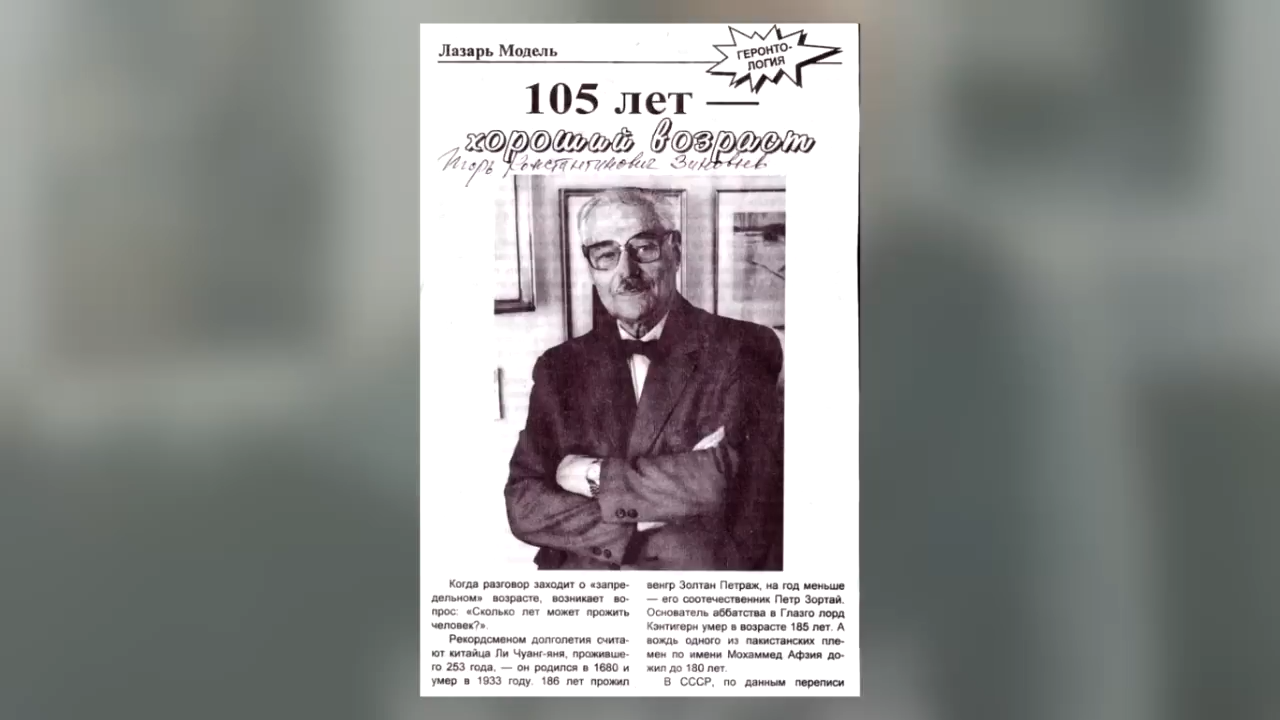 Лазарь Модель
ГЕРОНТО-
ЛОГИЯ
105 лет —
хороший возраст
Игорь Константинович Зиновьев
Когда разговор заходит о «запре-
дельном» возрасте, возникает во-
прос: «Сколько лет может прожить
человек?».
Рекордсменом долголетия счита-
ют китайца Ли Чуанг-яня, проживше-
го 253 года, — он родился в 1680 и
умер в 1933 году. 186 лет прожил
венгр Золтан Петраж, на год меньше
— его соотечественник Петр Зортай.
Основатель аббатства в Глазго лорд
Кэнтигерн умер в возрасте 185 лет. А
вождь одного из пакистанских пле-
мен по имени Мохаммед Афзия до-
жил до 180 лет.
В СССР, по данным переписи